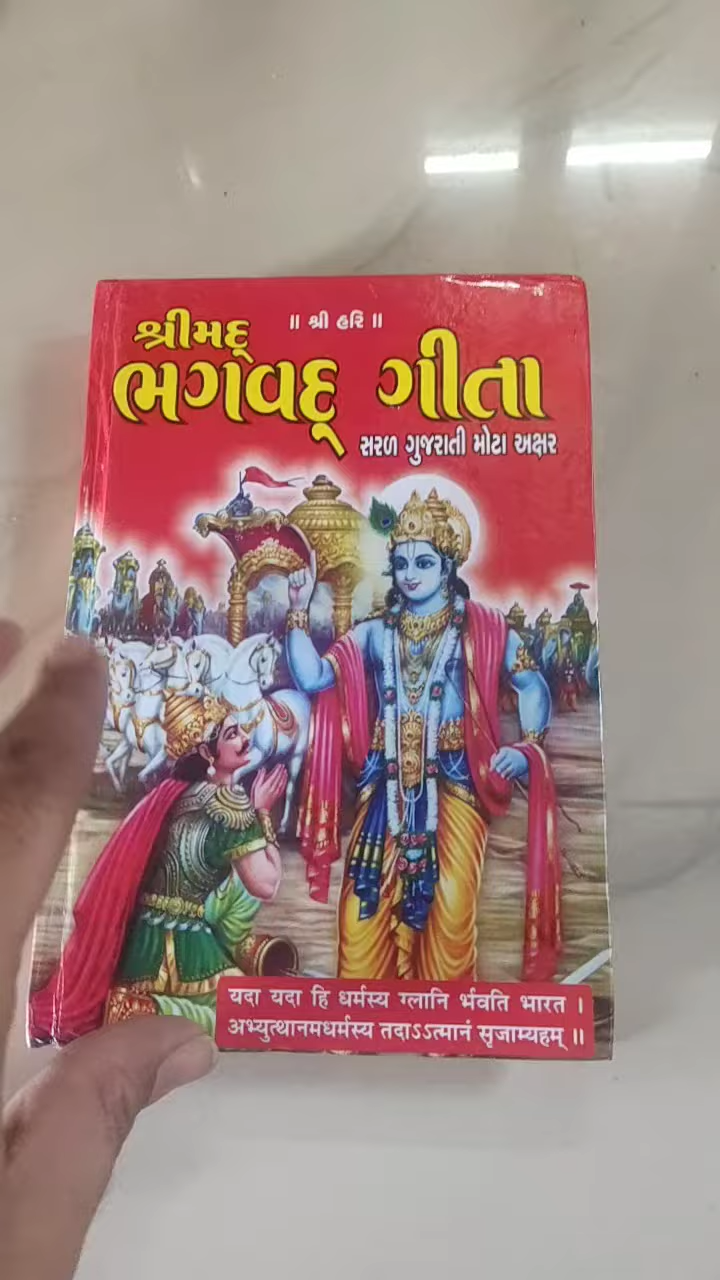 ॥ શ્રી હરિ ॥
શ્રીમદ્
ભગવદ્ ગીતા
સરળ ગુજરાતી મોટા અક્ષર
यदा यदा हि धर्मस्य ग्लानि र्भवति भारत ।
अभ्युत्थानमधर्मस्य तदाऽऽत्मानं सृजाम्यहम् ॥